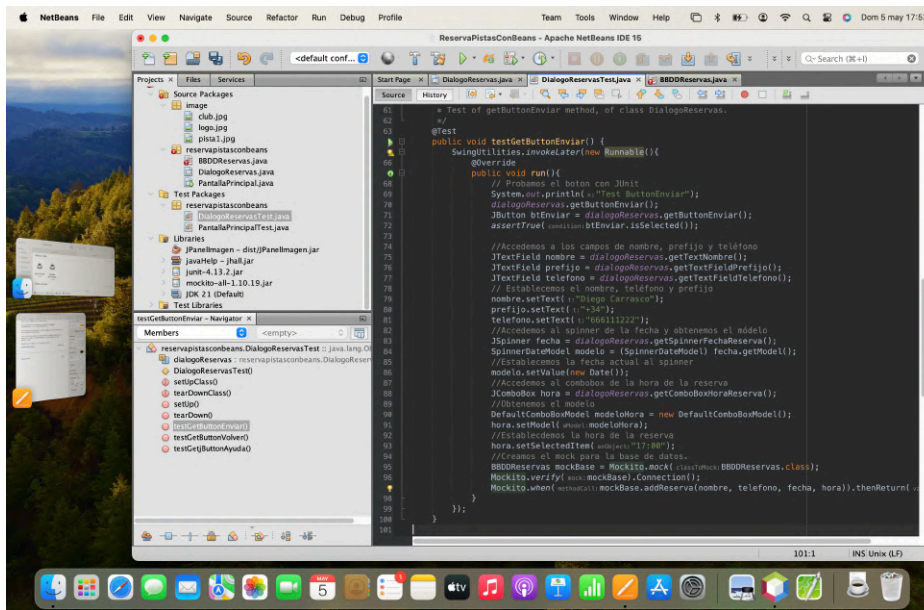 NetBeans File Edit View Navigate Source Refactor Run Debug Profile Team Tools Window Help Dom 5 may 17:5
ReservaPistasConBeans - Apache NetBeans IDE 15
<default conf...
Search (⌘+I)
Projects Files Services
Source Packages
image
club.jpg
logo.jpg
pista1.jpg
reservapistasconbeans
BBDDReservas.java
DialogoReservas.java
PantallaPrincipal.java
Test Packages
reservapistasconbeans
DialogoReservasTest.java
PantallaPrincipalTest.java
Libraries
JPanelImagen - dist/JPanelImagen.jar
javaHelp - jhall.jar
junit-4.13.2.jar
mockito-all-1.10.19.jar
JDK 21 (Default)
Test Libraries
testGetButtonEnviar - Navigator
Members <empty>
reservapistasconbeans.DialogoReservasTest :: java.lang.O
dialogoReservas : reservapistasconbeans.DialogoReser
DialogoReservasTest()
setUpClass()
tearDownClass()
setUp()
tearDown()
testGetButtonEnviar()
testGetButtonVolver()
testGetjButtonAyuda()
Start Page DialogoReservas.java DialogoReservasTest.java BBDDReservas.java
Source History
61 * Test of getButtonEnviar method, of class DialogoReservas.
62 */
63 @Test
public void testGetButtonEnviar() {
SwingUtilities.invokeLater(new Runnable(){
66 @Override
public void run(){
68 // Probamos el boton con JUnit
69 System.out.println("Test ButtonEnviar");
70 dialogoReservas.getButtonEnviar();
71 JButton btEnviar = dialogoReservas.getButtonEnviar();
72 assertTrue(condition:btEnviar.isSelected());
73
74 //Accedemos a los campos de nombre, prefijo y teléfono
75 JTextField nombre = dialogoReservas.getTextNombre();
76 JTextField prefijo = dialogoReservas.getTextFieldPrefijo();
77 JTextField telefono = dialogoReservas.getTextFieldTelefono();
78 // Establecemos el nombre, teléfono y prefijo
79 nombre.setText(t:"Diego Carrasco");
80 prefijo.setText(t:"+34");
81 telefono.setText(t:"666111222");
82 //Accedemos al spinner de la fecha y obtenemos el módelo
83 JSpinner fecha = dialogoReservas.getSpinnerFechaReserva();
84 SpinnerDateModel modelo = (SpinnerDateModel) fecha.getModel();
85 //Establecemos la fecha actual al spinner
86 modelo.setValue(new Date());
87 //Accedemos al combobox de la hora de la reserva
88 JComboBox hora = dialogoReservas.getComboBoxHoraReserva();
89 //Obtenemos el modelo
90 DefaultComboBoxModel modeloHora = new DefaultComboBoxModel();
91 hora.setModel(aModel:modeloHora);
92 //Establecdemos la hora de la reserva
93 hora.setSelectedItem(anObject:"17:00");
94 //Creamos el mock para la base de datos.
95 BBDDReservas mockBase = Mockito.mock(classToMock:BBDDReservas.class);
96 Mockito.verify(mock:mockBase).Connection();
Mockito.when(methodCall:mockBase.addReserva(nombre, telefono, fecha, hora)).thenReturn(
98 }
99 });
100 }
101
101:1 INS Unix (LF)
MAY
5
1
tv